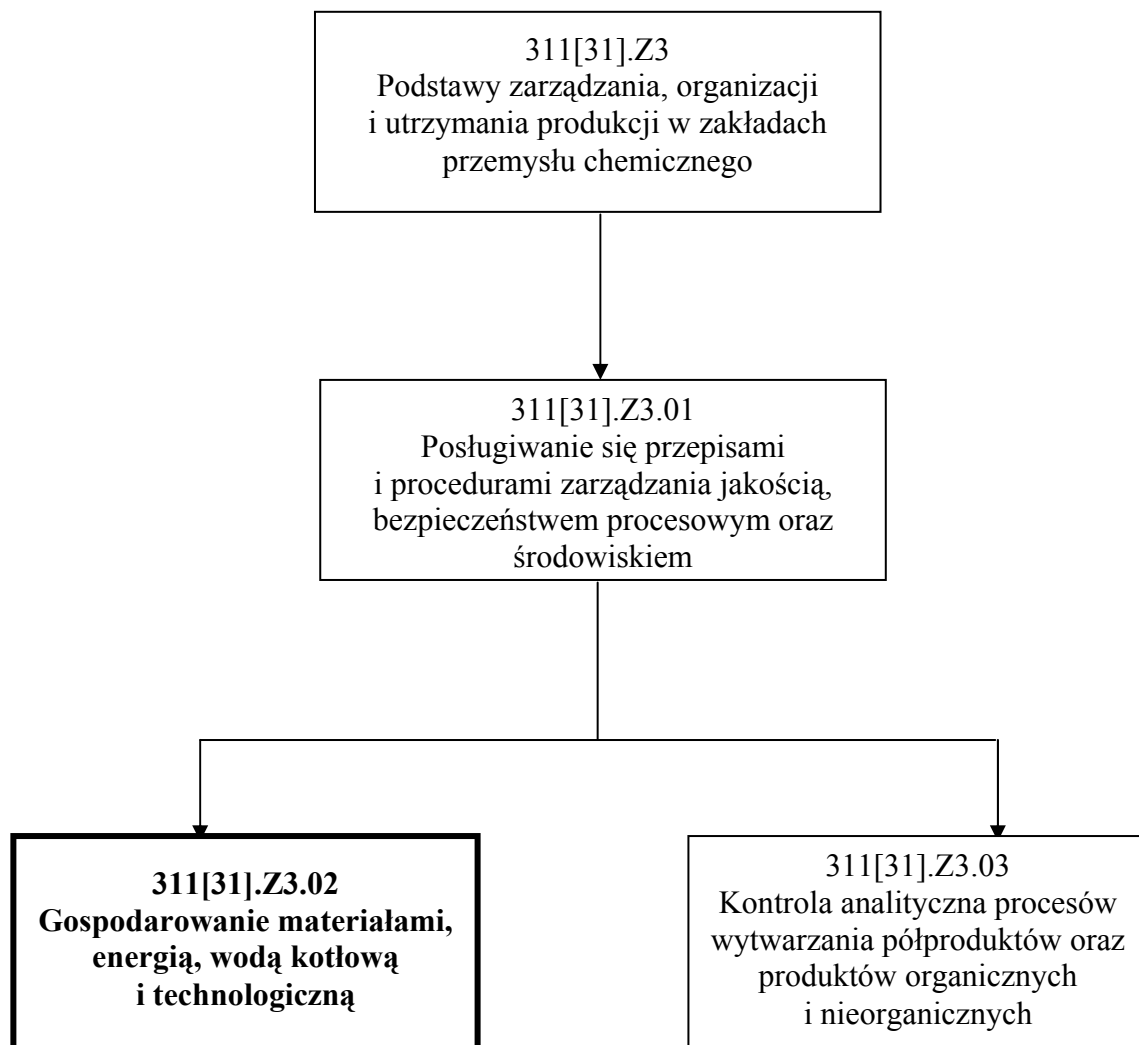 311[31].Z3
Podstawy zarządzania, organizacji
i utrzymania produkcji w zakładach
przemysłu chemicznego
311[31].Z3.01
Posługiwanie się przepisami
i procedurami zarządzania jakością,
bezpieczeństwem procesowym oraz
środowiskiem
311[31].Z3.02
Gospodarowanie materiałami,
energią, wodą kotłową
i technologiczną
311[31].Z3.03
Kontrola analityczna procesów
wytwarzania półproduktów oraz
produktów organicznych
i nieorganicznych